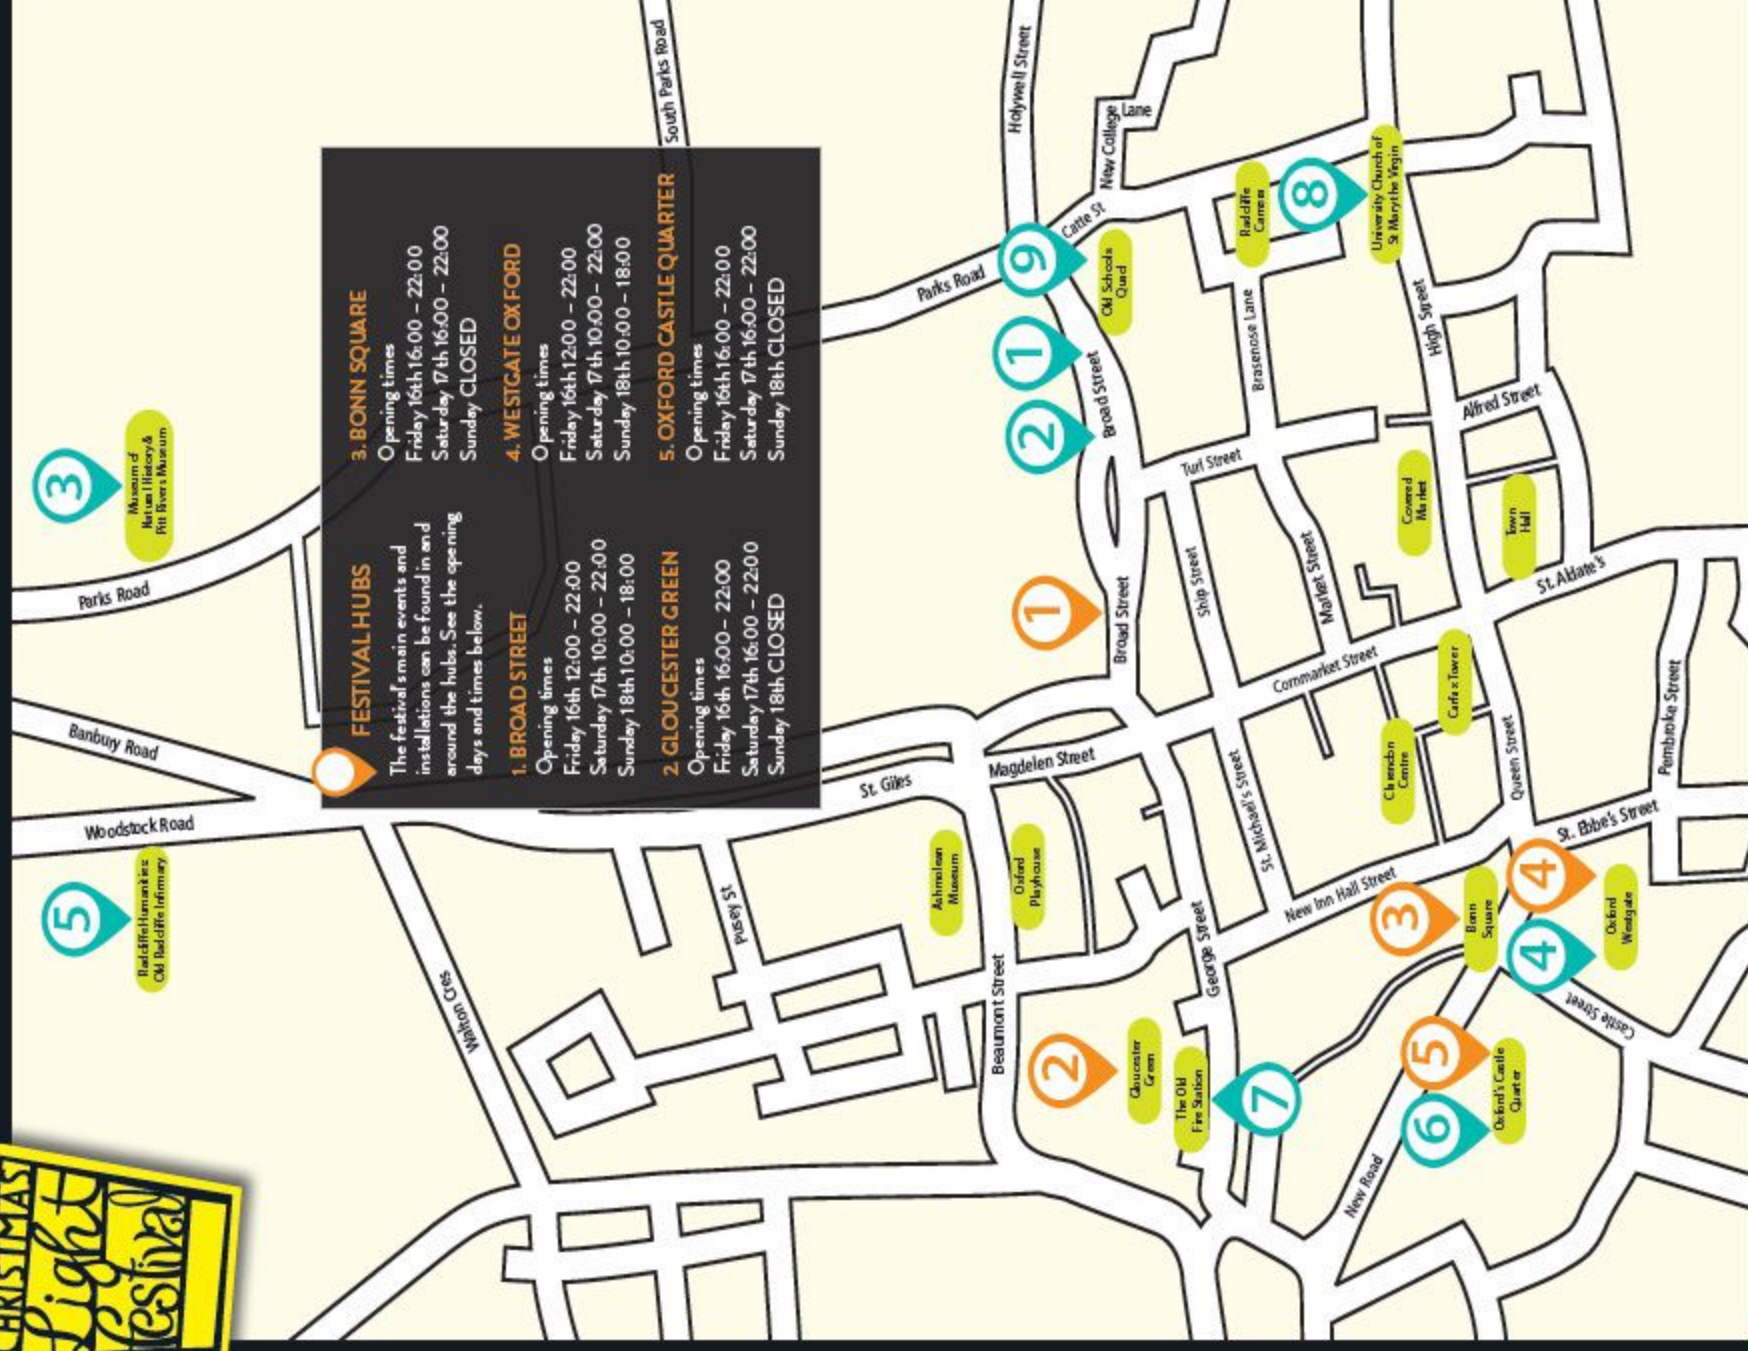 CHRISTMAS
Light
Festival
FESTIVAL HUBS
The festival's main events and
installations can be found in and
around the hubs. See the opening
days and times below.
1. BROAD STREET
Opening times
Friday 16th 12:00 – 22:00
Saturday 17th 10:00 – 22:00
Sunday 18th 10:00 – 18:00
2. GLOUCESTER GREEN
Opening times
Friday 16th 16:00 – 22:00
Saturday 17th 16:00 – 22:00
Sunday 18th CLOSED
3. BONN SQUARE
Opening times
Friday 16th 16:00 – 22:00
Saturday 17th 16:00 – 22:00
Sunday CLOSED
4. WESTGATE OXFORD
Opening times
Friday 16th 12:00 – 22:00
Saturday 17th 10:00 – 22:00
Sunday 18th 10:00 – 18:00
5. OXFORD CASTLE QUARTER
Opening times
Friday 16th 16:00 – 22:00
Saturday 17th 16:00 – 22:00
Sunday 18th CLOSED
5
Radcliffe Humanities
Old Radcliffe Infirmary
Woodstock Road
Banbury Road
Parks Road
3
Museum of
Natural History &
Pitt Rivers Museum
South Parks Road
Walton Cres
Pusey St
St. Giles
Parks Road
Holywell Street
Ashmolean
Museum
Beaumont Street
Oxford
Playhouse
Magdelen Street
2
Gloucester
Green
The Old
Fire Station
7
George Street
1
Broad Street
2
1
Broad Street
9
Catte St
Old Schools
Quad
New College
Lane
Turl Street
Ship Street
St. Michael's Street
Market Street
Brasenose Lane
Radcliffe
Camera
8
University Church of
St Mary the Virgin
Cornmarket Street
New Inn Hall Street
Clarendon
Centre
Carfax Tower
Covered
Market
High Street
Alfred Street
Town
Hall
St. Aldate's
Queen Street
3
Bonn
Square
4
4
Oxford
Westgate
St. Ebbe's Street
Pembroke Street
Castle Street
5
6
Oxford's Castle
Quarter
New Road